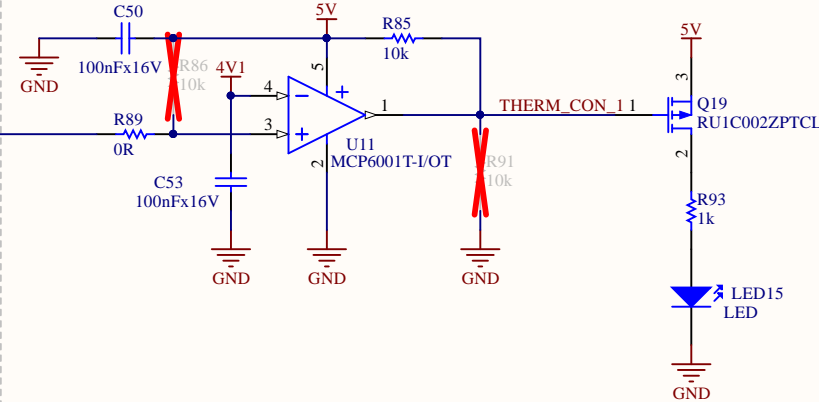 C50
100nFx16V
GND
R86
10k
5V
R85
10k
4V1
5
4
3
1
2
R89
0R
U11
MCP6001T-I/OT
C53
100nFx16V
GND
GND
R91
10k
GND
THERM_CON_1
1
5V
3
Q19
RU1C002ZPTCL
2
R93
1k
LED15
LED
GND